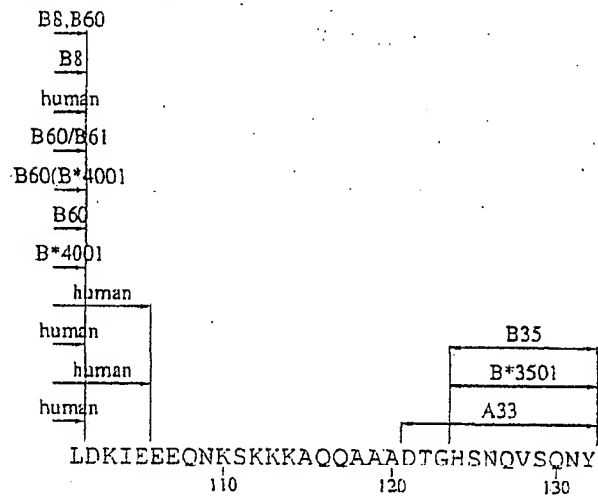 B8,B60
B8
human
B60/B61
B60(B*4001
B60
B*4001
human
human B35
human B*3501
human A33
LDKIEEEQNKSKKKAQQAAADTGHSNQVSQNY
110 120 130